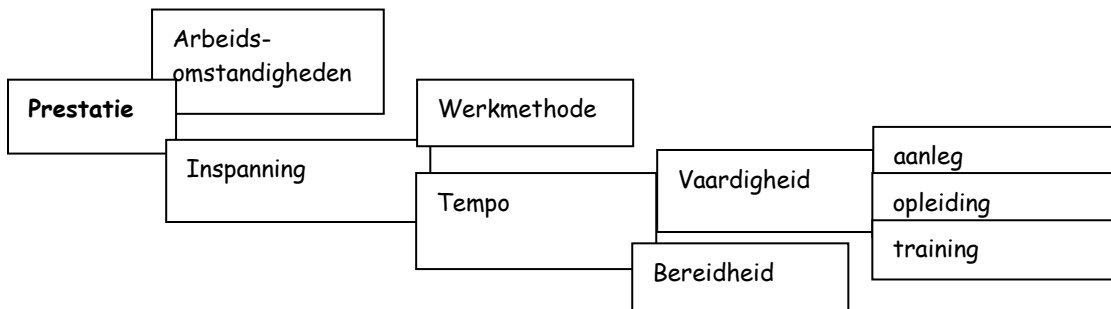 Arbeids-
omstandigheden
Prestatie
Werkmethode
Inspanning
Tempo
Vaardigheid
aanleg
opleiding
training
Bereidheid